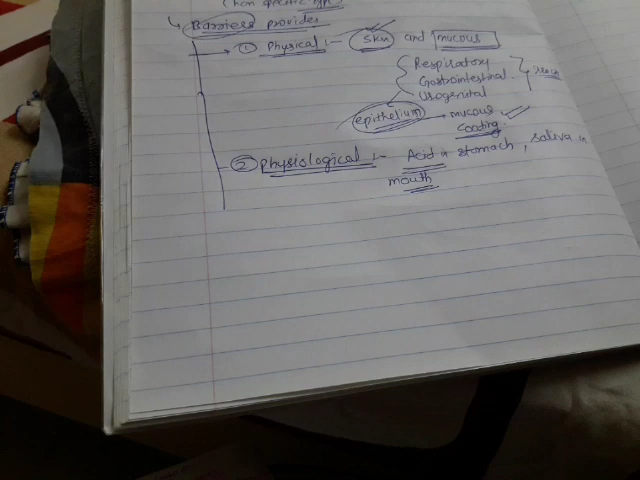 (non specific type)
↳ Barriers provides
→ ① Physical :- Skin and mucous
Respiratory
Gastrointestinal
Urogenital
epithelium → mucous
coating
② Physiological :- Acid in stomach, saliva in
mouth